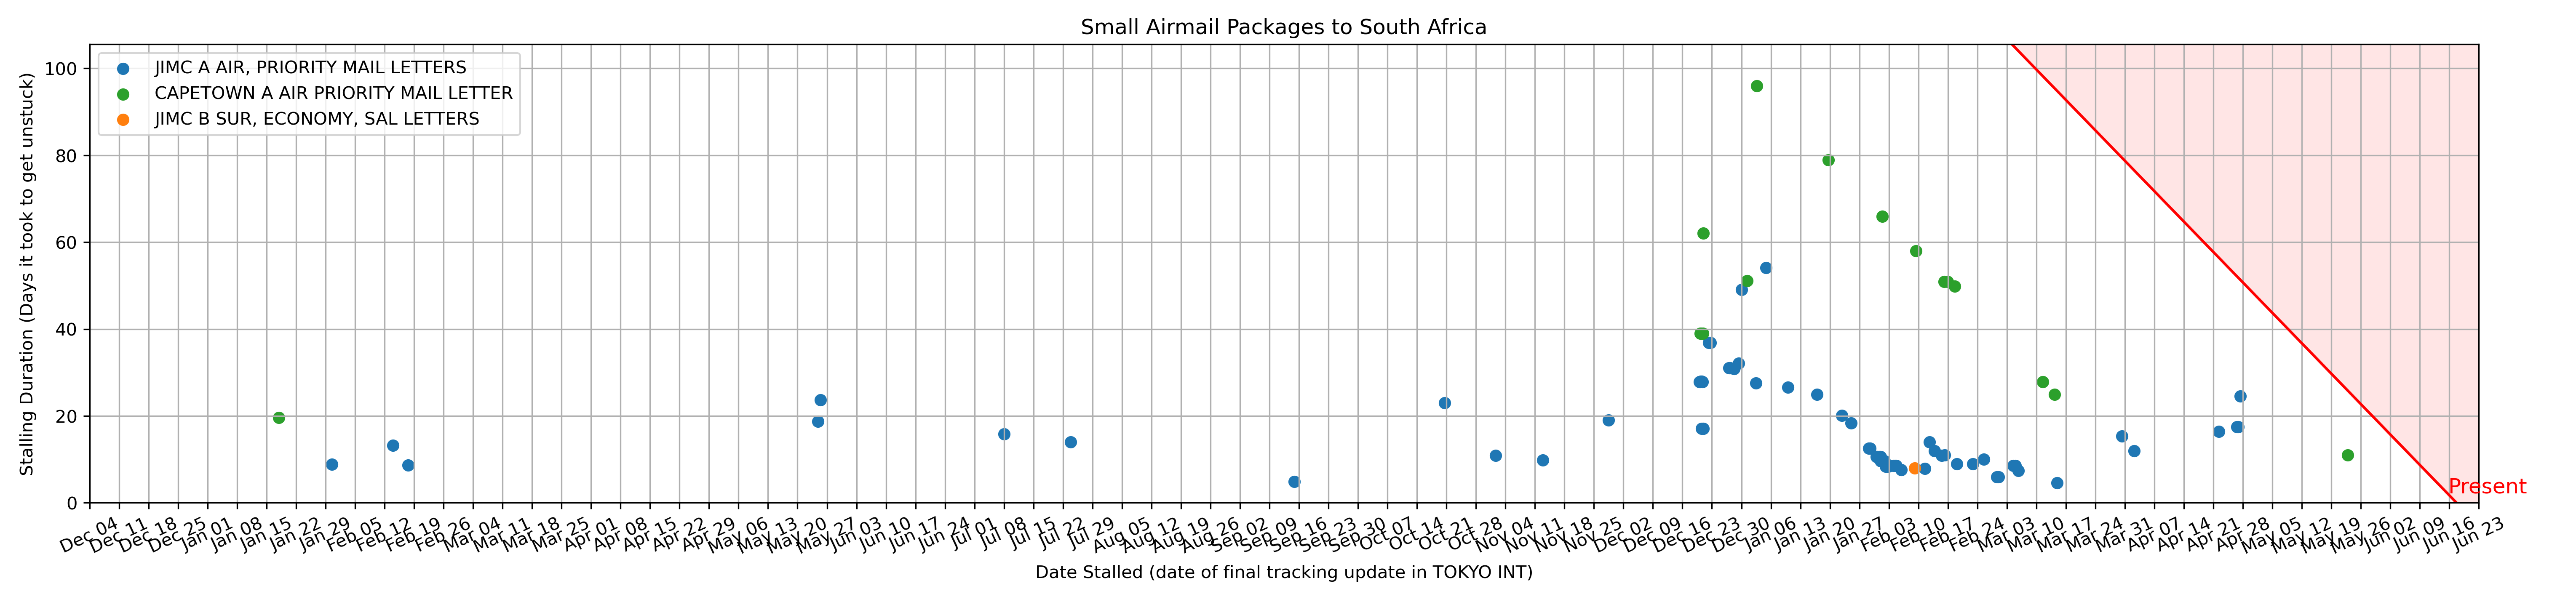 Small Airmail Packages to South Africa
JIMC A AIR, PRIORITY MAIL LETTERS
CAPETOWN A AIR PRIORITY MAIL LETTER
JIMC B SUR, ECONOMY, SAL LETTERS
Stalling Duration (Days it took to get unstuck)
100
80
60
40
20
0
Present
Dec 04
Dec 11
Dec 18
Dec 25
Jan 01
Jan 08
Jan 15
Jan 22
Jan 29
Feb 05
Feb 12
Feb 19
Feb 26
Mar 04
Mar 11
Mar 18
Mar 25
Apr 01
Apr 08
Apr 15
Apr 22
Apr 29
May 06
May 13
May 20
May 27
Jun 03
Jun 10
Jun 17
Jun 24
Jul 01
Jul 08
Jul 15
Jul 22
Jul 29
Aug 05
Aug 12
Aug 19
Aug 26
Sep 02
Sep 09
Sep 16
Sep 23
Sep 30
Oct 07
Oct 14
Oct 21
Oct 28
Nov 04
Nov 11
Nov 18
Nov 25
Dec 02
Dec 09
Dec 16
Dec 23
Dec 30
Jan 06
Jan 13
Jan 20
Jan 27
Feb 03
Feb 10
Feb 17
Feb 24
Mar 03
Mar 10
Mar 17
Mar 24
Mar 31
Apr 07
Apr 14
Apr 21
Apr 28
May 05
May 12
May 19
May 26
Jun 02
Jun 09
Jun 16
Jun 23
Date Stalled (date of final tracking update in TOKYO INT)